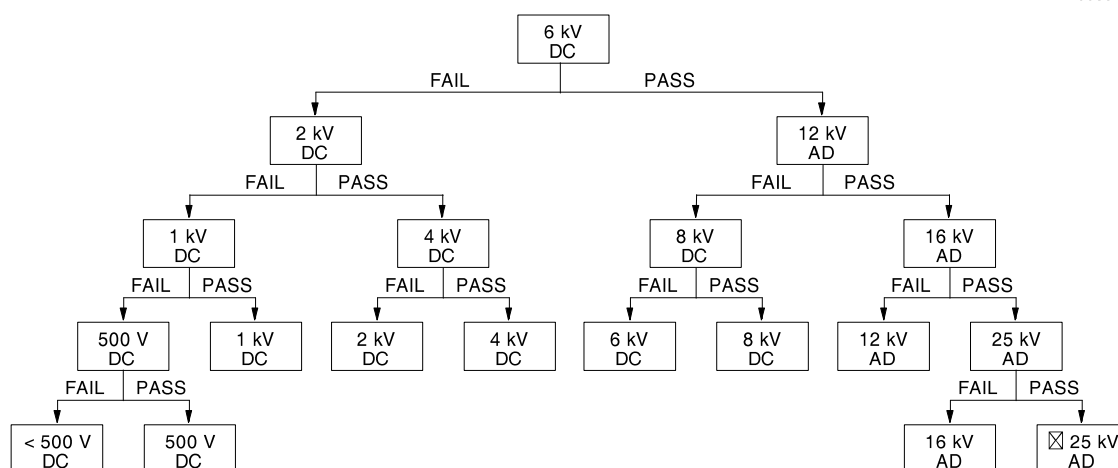 6 kV
DC
FAIL PASS
2 kV
DC
12 kV
AD
FAIL PASS
FAIL PASS
1 kV
DC
4 kV
DC
8 kV
DC
16 kV
AD
FAIL PASS
FAIL PASS
FAIL PASS
FAIL PASS
500 V
DC
1 kV
DC
2 kV
DC
4 kV
DC
6 kV
DC
8 kV
DC
12 kV
AD
25 kV
AD
FAIL PASS
FAIL PASS
< 500 V
DC
500 V
DC
16 kV
AD
25 kV
AD